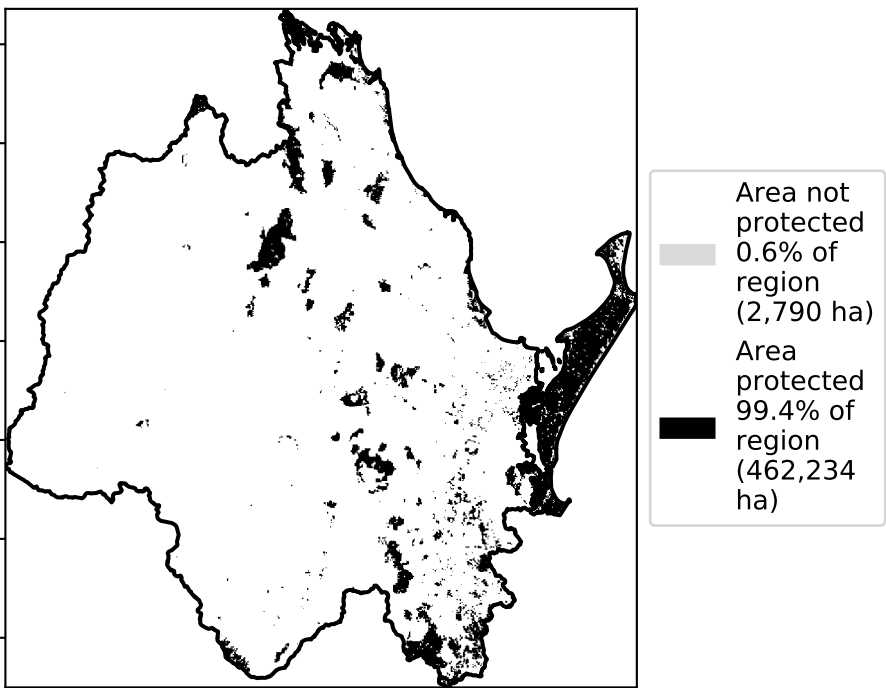 Area not
protected
0.6% of
region
(2,790 ha)
Area
protected
99.4% of
region
(462,234
ha)